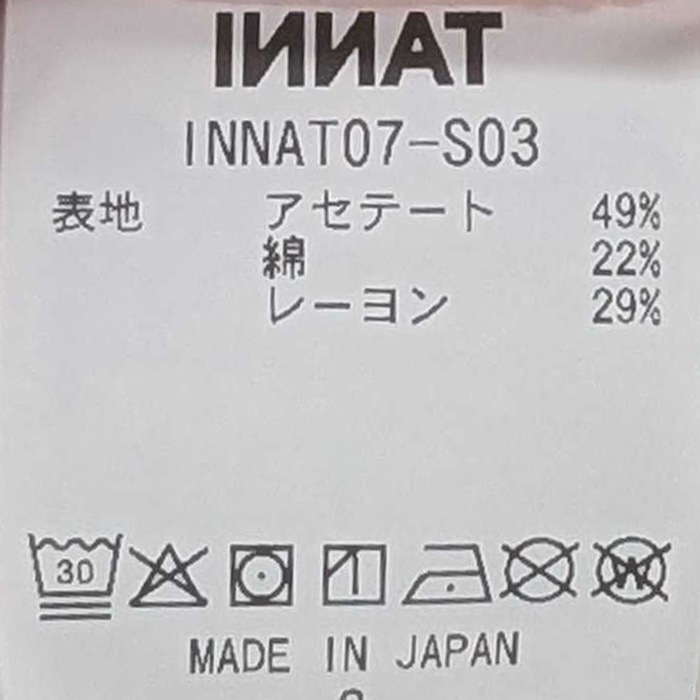 INNAT
INNAT07-S03
表地 アセテート 49%
綿 22%
レーヨン 29%
30
W
MADE IN JAPAN